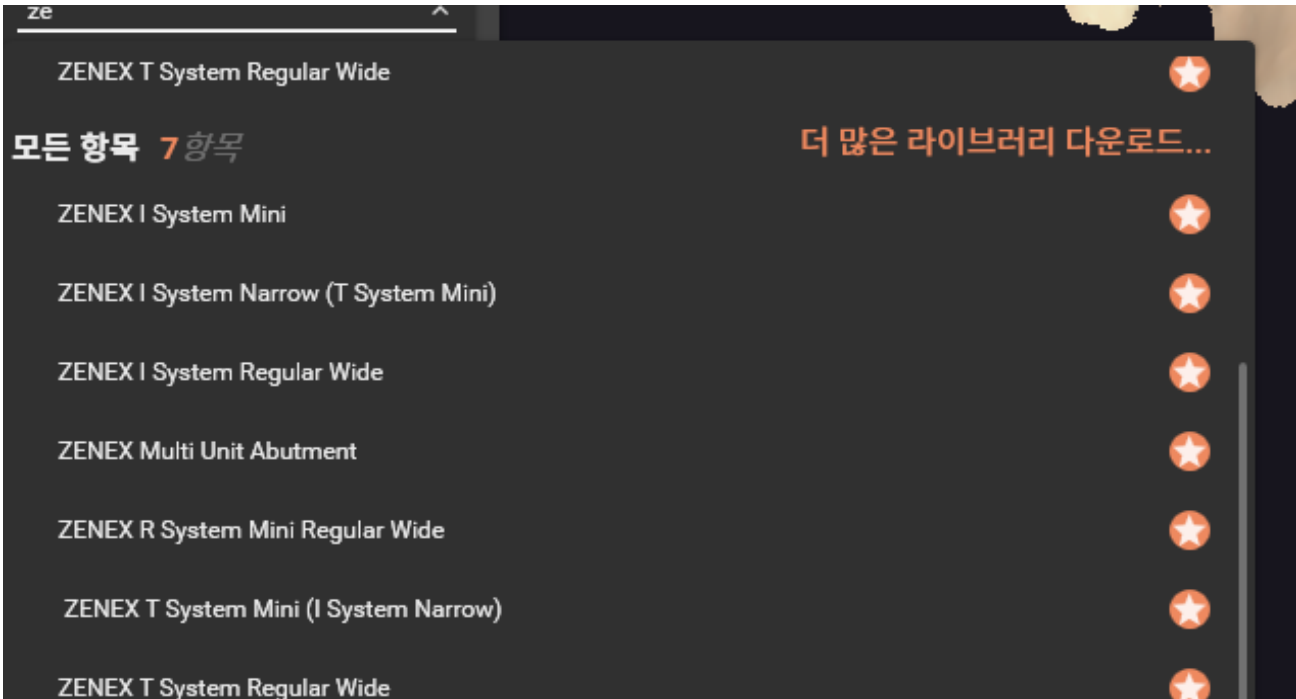 ze
ZENEX T System Regular Wide
모든 항목 7 항목
더 많은 라이브러리 다운로드...
ZENEX I System Mini
ZENEX I System Narrow (T System Mini)
ZENEX I System Regular Wide
ZENEX Multi Unit Abutment
ZENEX R System Mini Regular Wide
ZENEX T System Mini (I System Narrow)
ZENEX T System Regular Wide